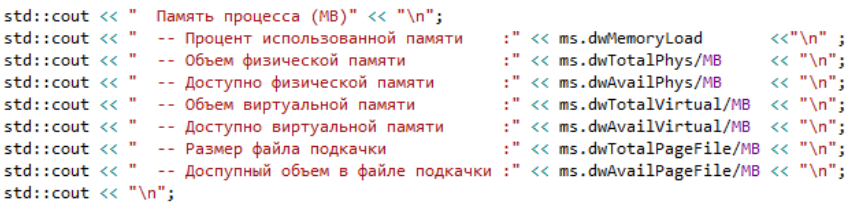 std::cout << "  Память процесса (MB)" << "\n";
std::cout << "  -- Процент использованной памяти    :" << ms.dwMemoryLoad       <<"\n" ;
std::cout << "  -- Объем физической памяти          :" << ms.dwTotalPhys/MB     << "\n";
std::cout << "  -- Доступно физической памяти       :" << ms.dwAvailPhys/MB     << "\n";
std::cout << "  -- Объем виртуальной памяти         :" << ms.dwTotalVirtual/MB  << "\n";
std::cout << "  -- Доступно виртуальной памяти      :" << ms.dwAvailVirtual/MB  << "\n";
std::cout << "  -- Размер файла подкачки            :" << ms.dwTotalPageFile/MB << "\n";
std::cout << "  -- Доспупный объем в файле подкачки :" << ms.dwAvailPageFile/MB << "\n";
std::cout << "\n";